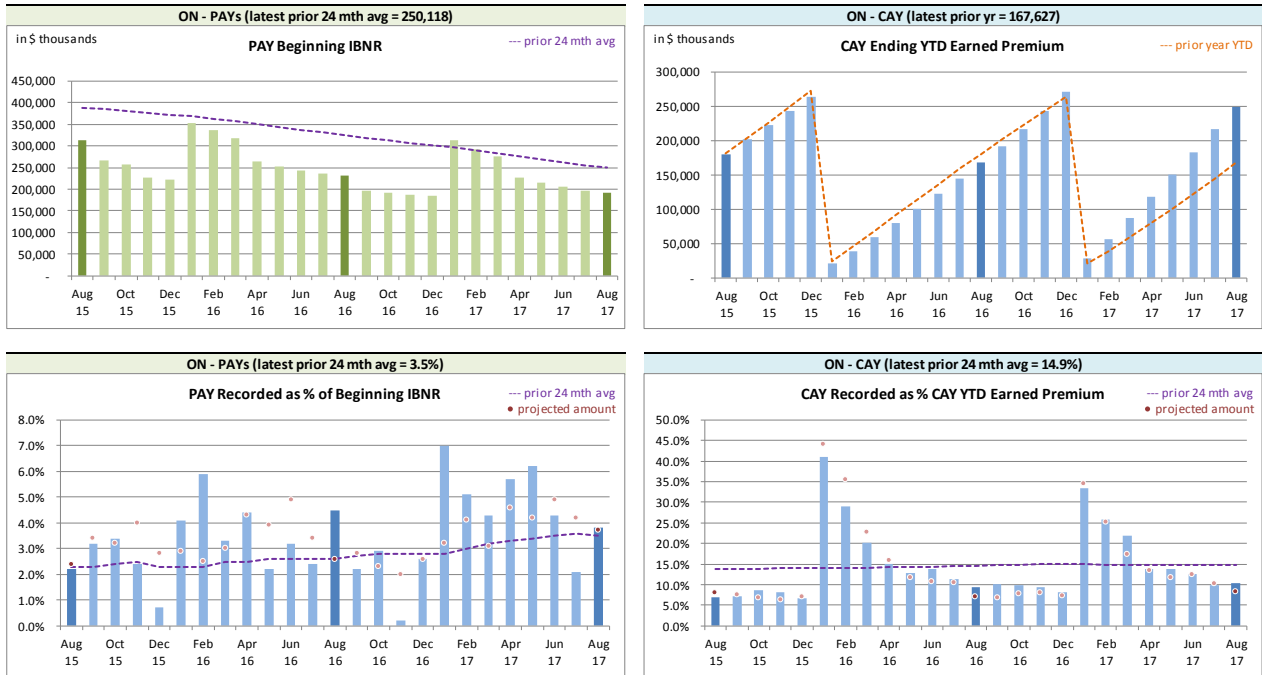 ON - PAYs (latest prior 24 mth avg = 250,118)
in $ thousands
PAY Beginning IBNR
--- prior 24 mth avg
450,000
400,000
350,000
300,000
250,000
200,000
150,000
100,000
50,000
-
Aug Oct Dec Feb Apr Jun Aug Oct Dec Feb Apr Jun Aug
15 15 15 16 16 16 16 16 16 17 17 17 17
ON - CAY (latest prior yr = 167,627)
in $ thousands
CAY Ending YTD Earned Premium
--- prior year YTD
300,000
250,000
200,000
150,000
100,000
50,000
-
Aug Oct Dec Feb Apr Jun Aug Oct Dec Feb Apr Jun Aug
15 15 15 16 16 16 16 16 16 17 17 17 17
ON - PAYs (latest prior 24 mth avg = 3.5%)
PAY Recorded as % of Beginning IBNR
--- prior 24 mth avg
• projected amount
8.0%
7.0%
6.0%
5.0%
4.0%
3.0%
2.0%
1.0%
0.0%
Aug Oct Dec Feb Apr Jun Aug Oct Dec Feb Apr Jun Aug
15 15 15 16 16 16 16 16 16 17 17 17 17
ON - CAY (latest prior 24 mth avg = 14.9%)
CAY Recorded as % CAY YTD Earned Premium
--- prior 24 mth avg
• projected amount
50.0%
45.0%
40.0%
35.0%
30.0%
25.0%
20.0%
15.0%
10.0%
5.0%
0.0%
Aug Oct Dec Feb Apr Jun Aug Oct Dec Feb Apr Jun Aug
15 15 15 16 16 16 16 16 16 17 17 17 17